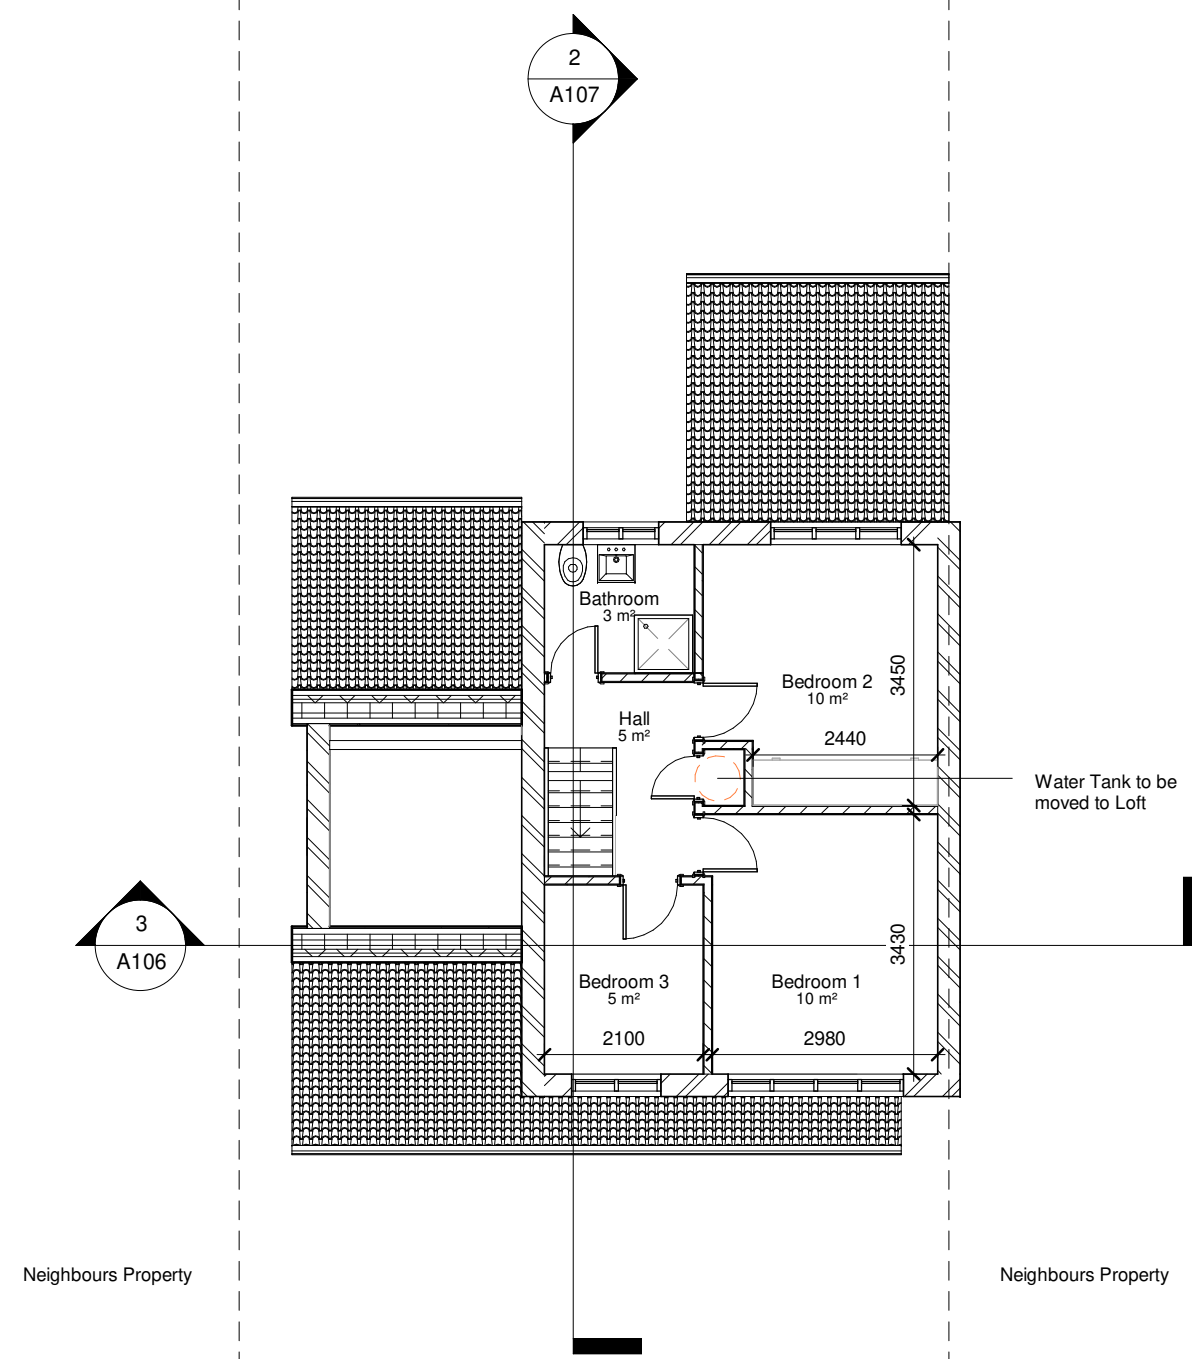 2
A107
Bathroom
3 m²
Bedroom 2
10 m²
3450
Hall
5 m²
2440
Water Tank to be
moved to Loft
3
A106
3430
Bedroom 3
5 m²
Bedroom 1
10 m²
2100
2980
Neighbours Property
Neighbours Property